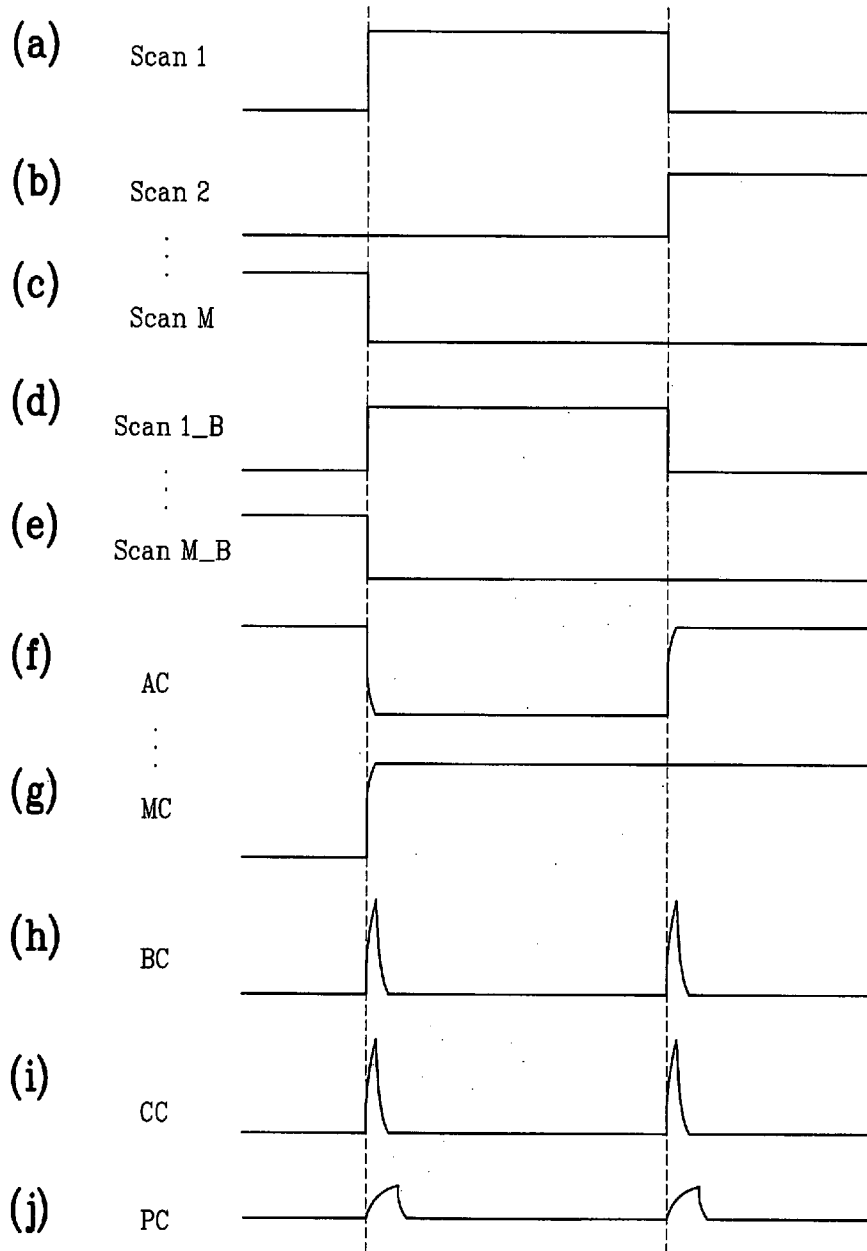 (a) Scan 1
(b) Scan 2
(c) Scan M
(d) Scan 1_B
(e) Scan M_B
(f) AC
(g) MC
(h) BC
(i) CC
(j) PC